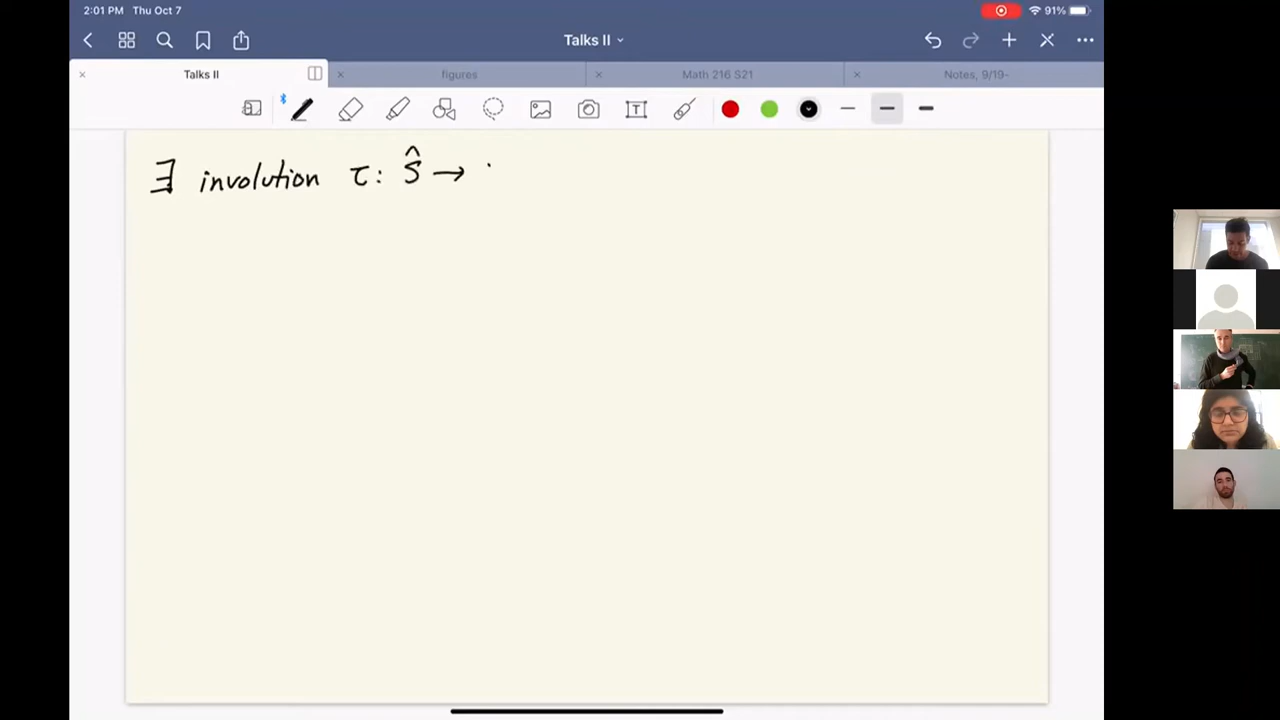 2:01 PM Thu Oct 7
91%
Talks II
Talks II
figures
Math 216 S21
Notes, 9/19-
T
∃ involution τ: Ŝ →